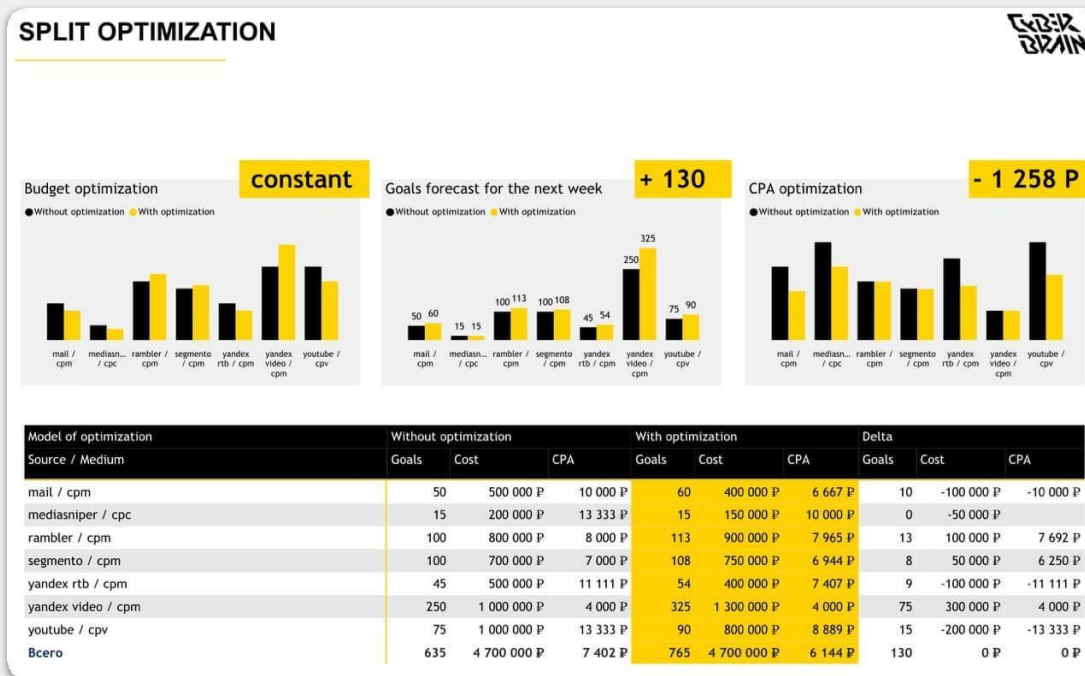 SPLIT OPTIMIZATION
CYBER
BRAIN
Budget optimization
constant
Without optimization With optimization
mail / cpm
mediasn... / cpc
rambler / cpm
segmento / cpm
yandex rtb / cpm
yandex video / cpm
youtube / cpv
Goals forecast for the next week
+ 130
Without optimization With optimization
50 60
15 15
100 113
100 108
45 54
250 325
75 90
mail / cpm
mediasn... / cpc
rambler / cpm
segmento / cpm
yandex rtb / cpm
yandex video / cpm
youtube / cpv
CPA optimization
- 1 258 ₽
Without optimization With optimization
mail / cpm
mediasn... / cpc
rambler / cpm
segmento / cpm
yandex rtb / cpm
yandex video / cpm
youtube / cpv
Model of optimization Without optimization With optimization Delta
Source / Medium Goals Cost CPA Goals Cost CPA Goals Cost CPA
mail / cpm 50 500 000 ₽ 10 000 ₽ 60 400 000 ₽ 6 667 ₽ 10 -100 000 ₽ -10 000 ₽
mediasniper / cpc 15 200 000 ₽ 13 333 ₽ 15 150 000 ₽ 10 000 ₽ 0 -50 000 ₽
rambler / cpm 100 800 000 ₽ 8 000 ₽ 113 900 000 ₽ 7 965 ₽ 13 100 000 ₽ 7 692 ₽
segmento / cpm 100 700 000 ₽ 7 000 ₽ 108 750 000 ₽ 6 944 ₽ 8 50 000 ₽ 6 250 ₽
yandex rtb / cpm 45 500 000 ₽ 11 111 ₽ 54 400 000 ₽ 7 407 ₽ 9 -100 000 ₽ -11 111 ₽
yandex video / cpm 250 1 000 000 ₽ 4 000 ₽ 325 1 300 000 ₽ 4 000 ₽ 75 300 000 ₽ 4 000 ₽
youtube / cpv 75 1 000 000 ₽ 13 333 ₽ 90 800 000 ₽ 8 889 ₽ 15 -200 000 ₽ -13 333 ₽
Всего 635 4 700 000 ₽ 7 402 ₽ 765 4 700 000 ₽ 6 144 ₽ 130 0 ₽ 0 ₽